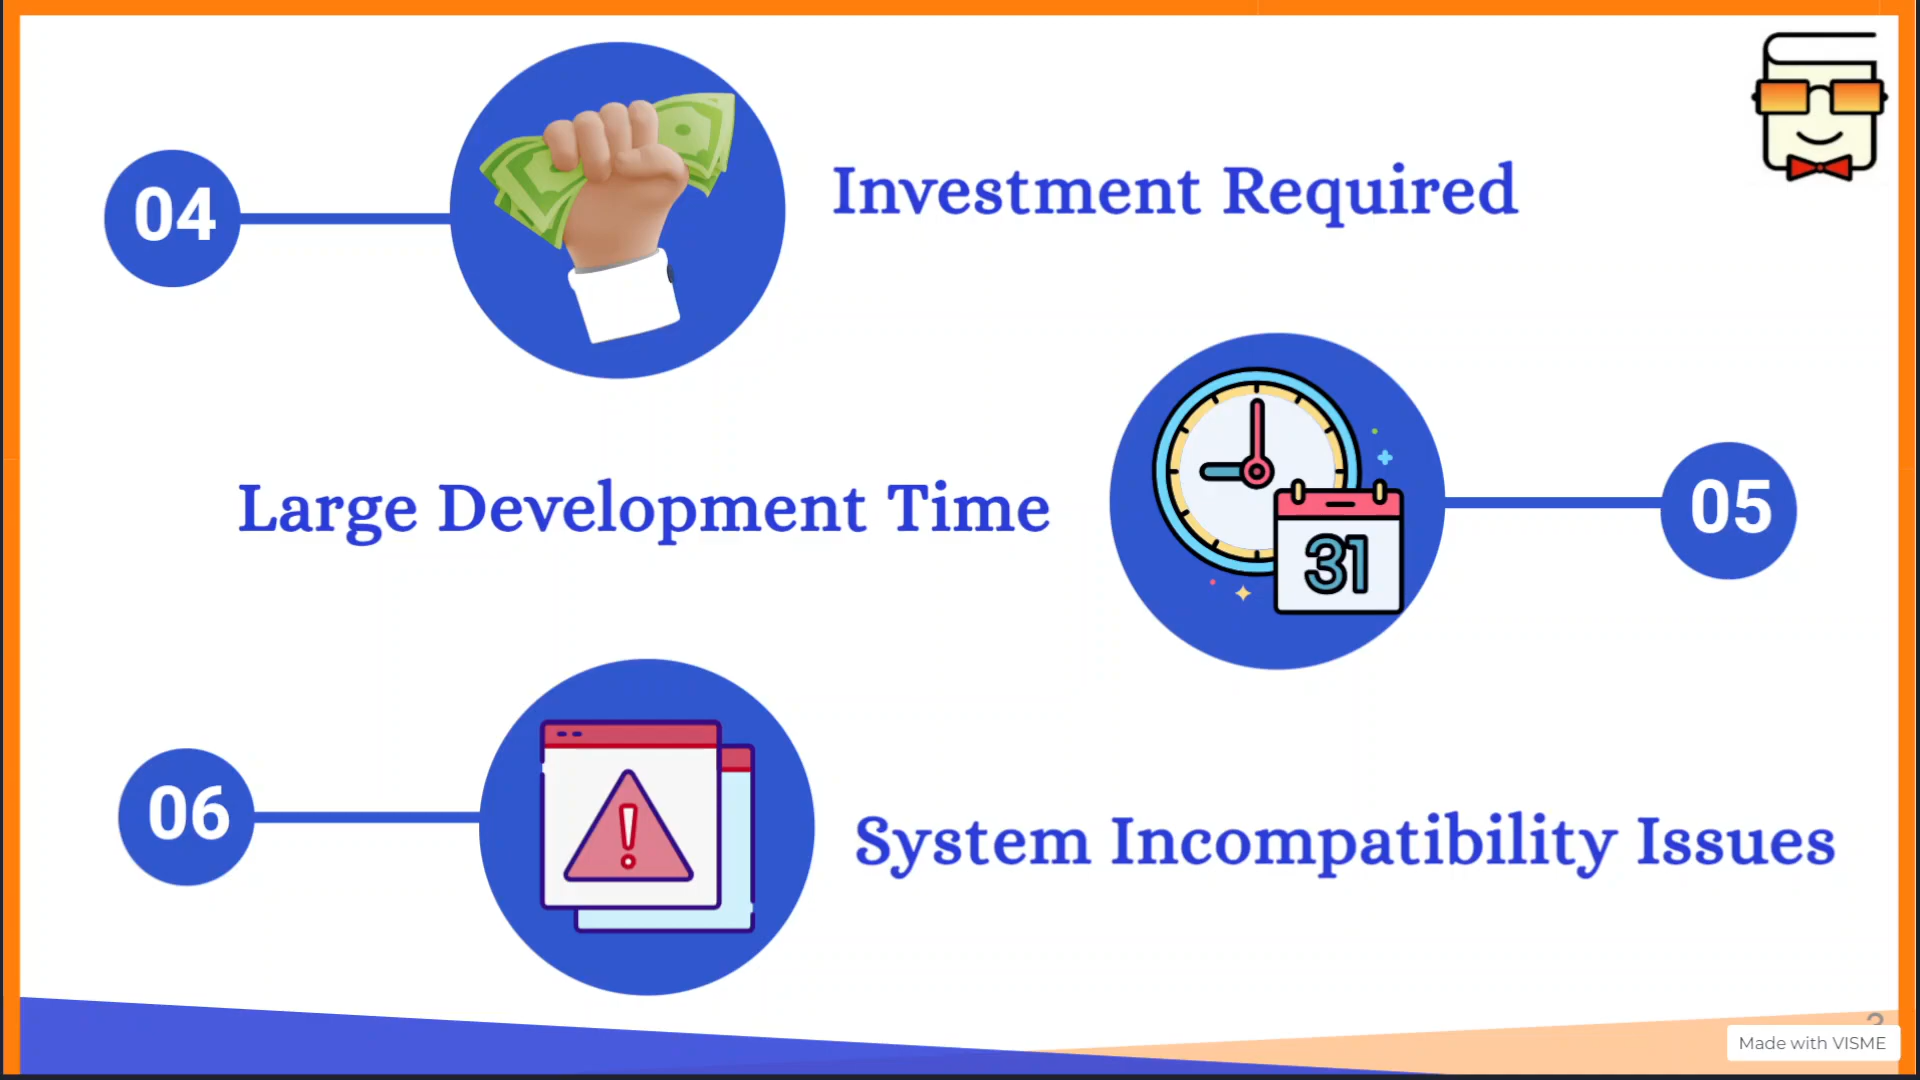 04
Investment Required
Large Development Time
31
05
06
System Incompatibility Issues
Made with VISME